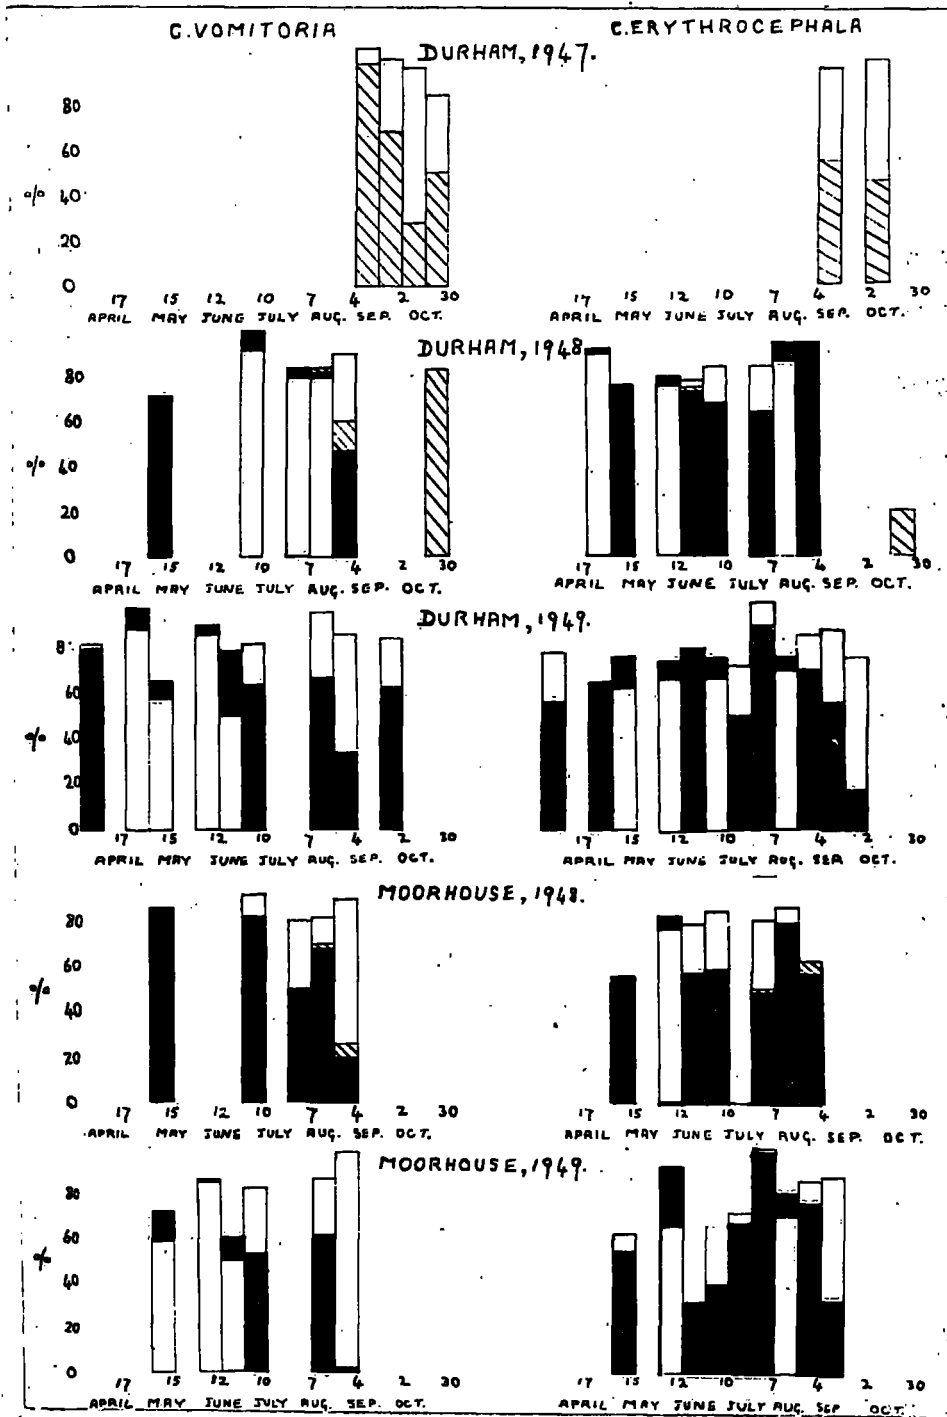 C.VOMITORIA
C.ERYTHROCEPHALA
DURHAM, 1947.
80
60
% 40
20
0
17 15 12 10 7 4 2 30
APRIL MAY JUNE JULY AUG. SEP. OCT.
17 15 12 10 7 4 2 30
APRIL MAY JUNE JULY AUG. SEP. OCT.
DURHAM, 1948
80
60
% 40
20
0
17 15 12 10 7 4 2 30
APRIL MAY JUNE JULY AUG. SEP. OCT.
17 15 12 10 7 4 2 30
APRIL MAY JUNE JULY AUG. SEP. OCT.
DURHAM, 1949.
8
60
% 40
20
0
17 15 12 10 7 4 2 30
APRIL MAY JUNE JULY AUG. SEP. OCT.
17 15 12 10 7 4 2 30
APRIL MAY JUNE JULY AUG. SEP. OCT.
MOORHOUSE, 1948.
80
60
% 40
20
0
17 15 12 10 7 4 2 30
APRIL MAY JUNE JULY AUG. SEP. OCT.
17 15 12 10 7 4 2 30
APRIL MAY JUNE JULY AUG. SEP. OCT.
MOORHOUSE, 1949.
80
60
% 40
20
0
17 15 12 10 7 4 2 30
APRIL MAY JUNE JULY AUG. SEP. OCT.
17 15 12 10 7 4 2 30
APRIL MAY JUNE JULY AUG. SEP OCT.